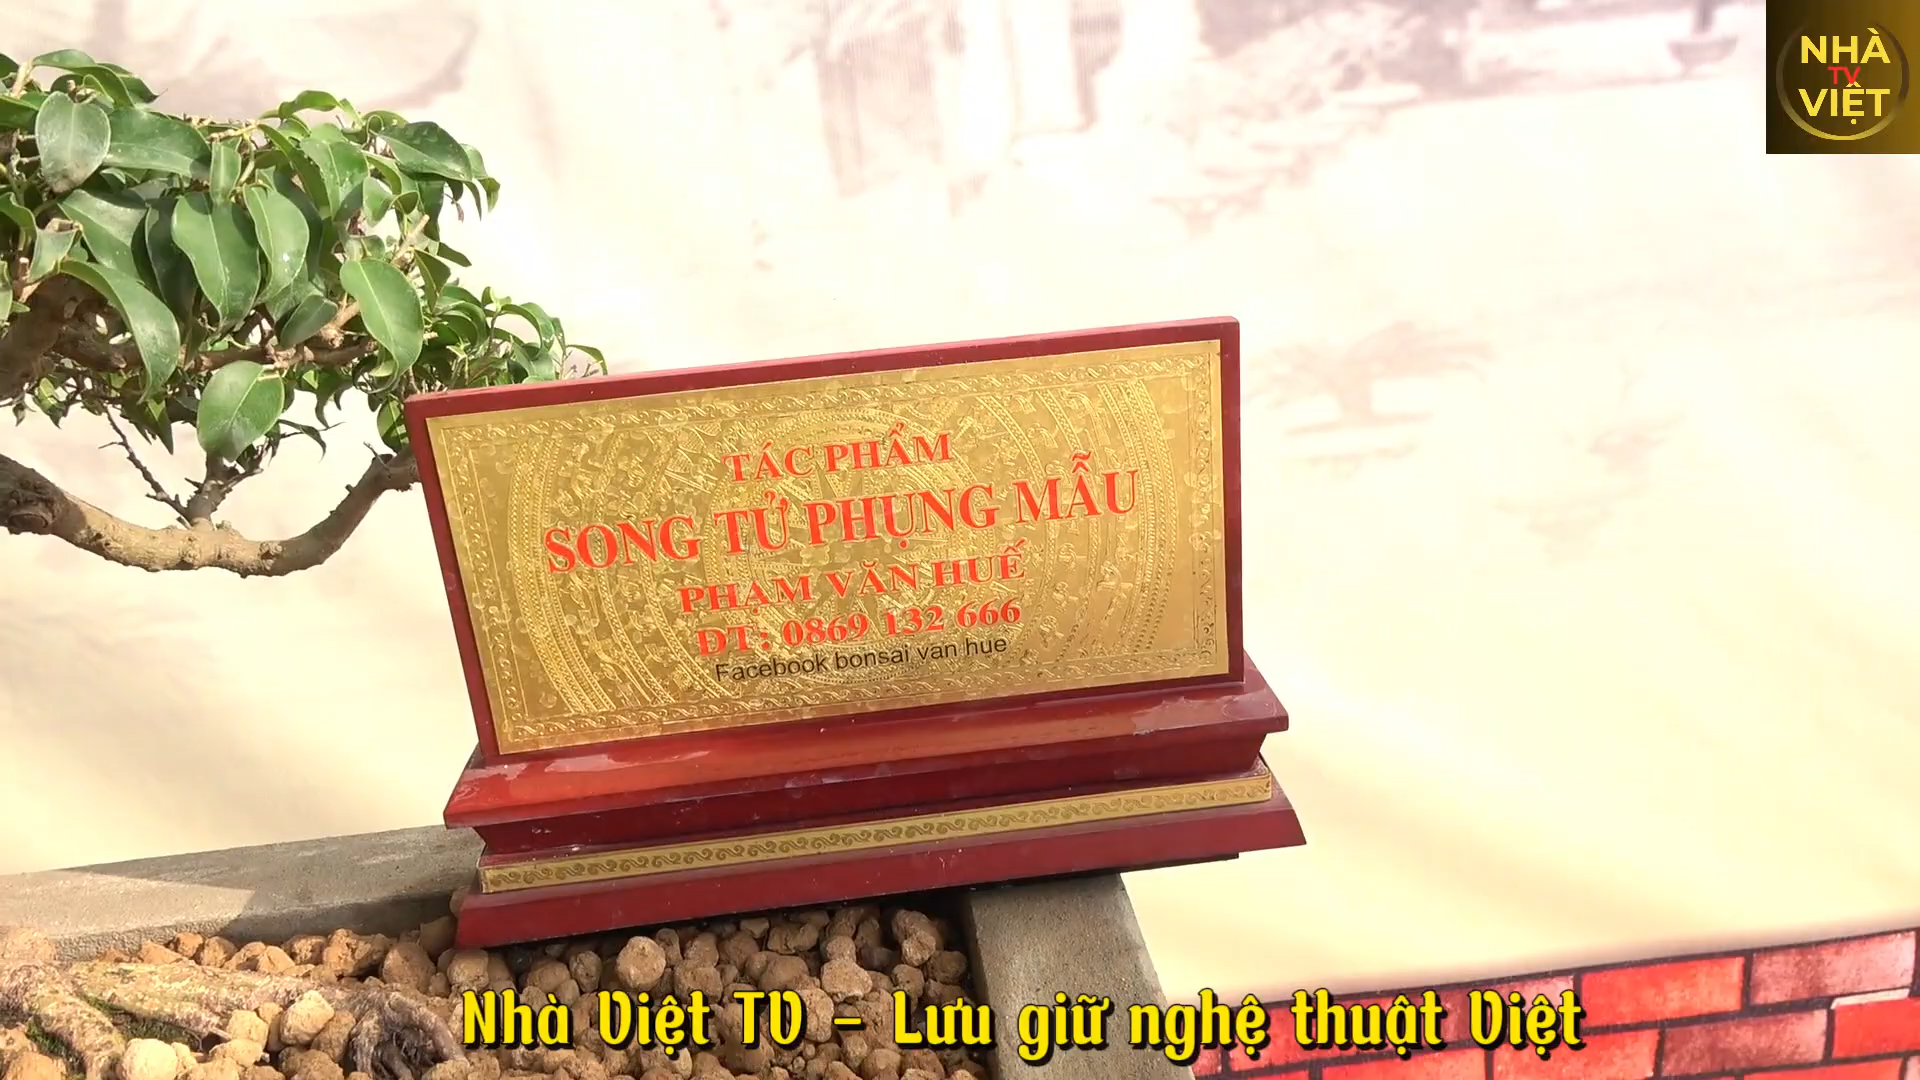 NHÀ
TV
VIỆT
TÁC PHẨM
SONG TỬ PHỤNG MẪU
PHẠM VĂN HUẾ
ĐT: 0869 132 666
Facebook bonsai van hue
Nhà Việt TV - Lưu giữ nghệ thuật Việt